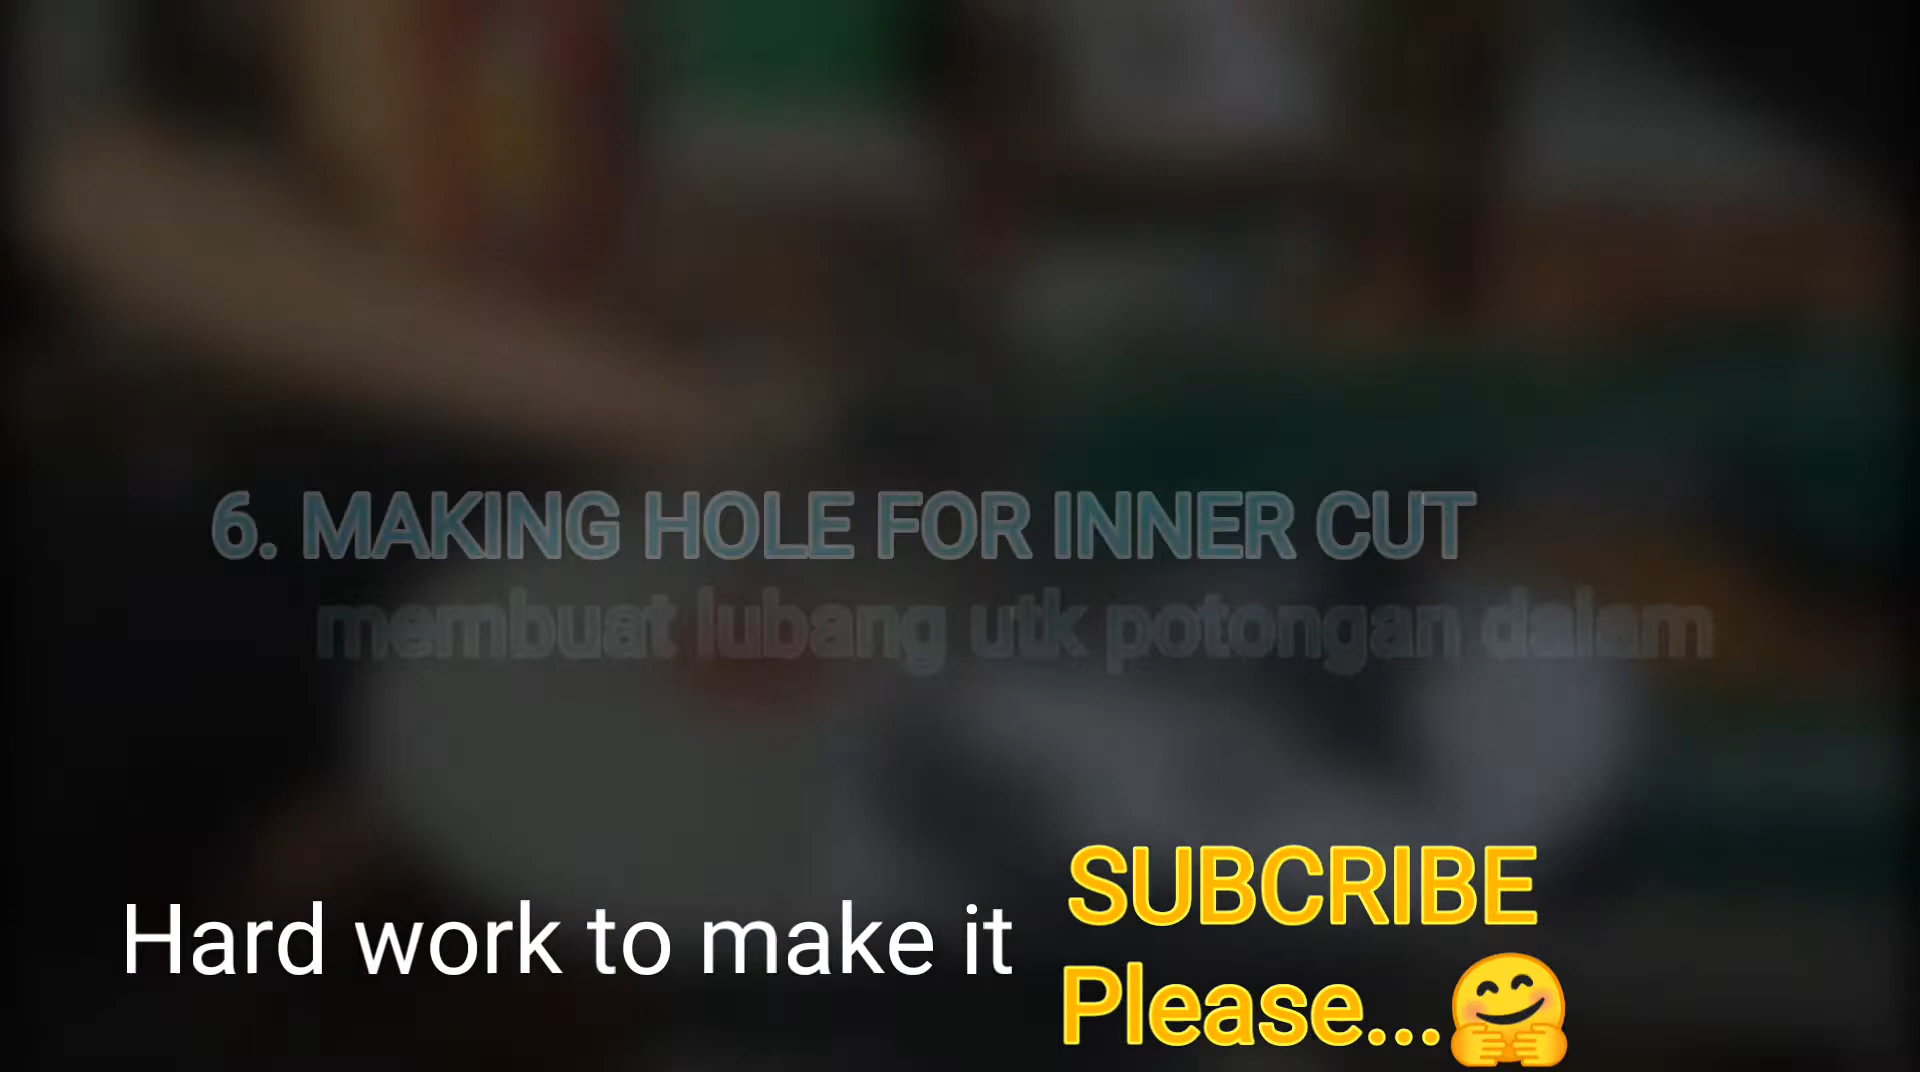 6. MAKING HOLE FOR INNER CUT
membuat lubang utk potongan dalam
Hard work to make it
SUBCRIBE
Please...🤗